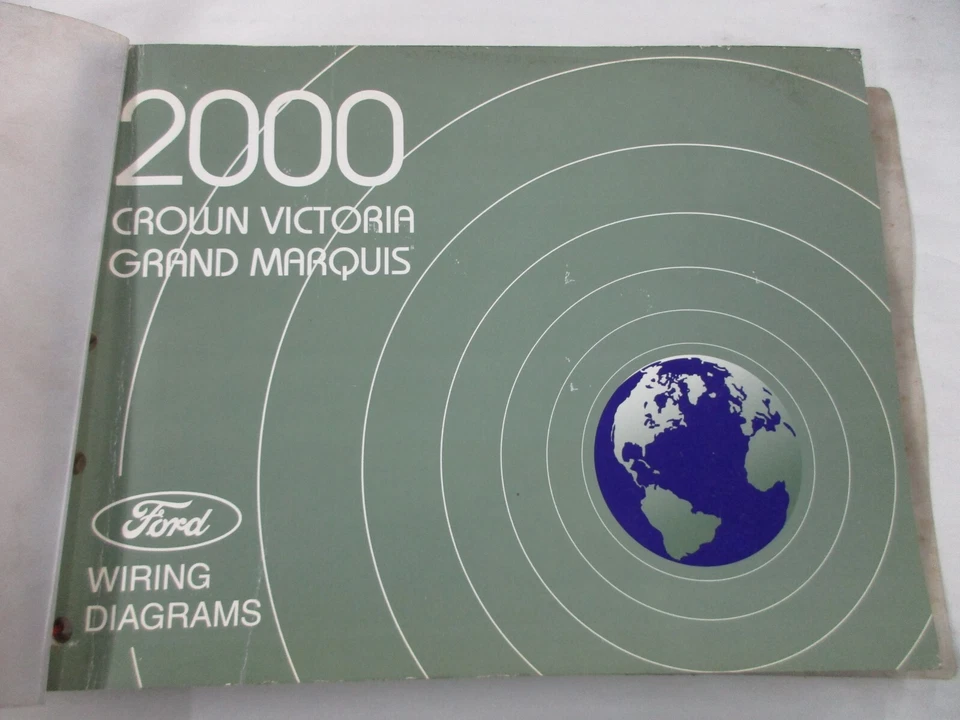 2000
CROWN VICTORIA
GRAND MARQUIS
Ford
WIRING
DIAGRAMS